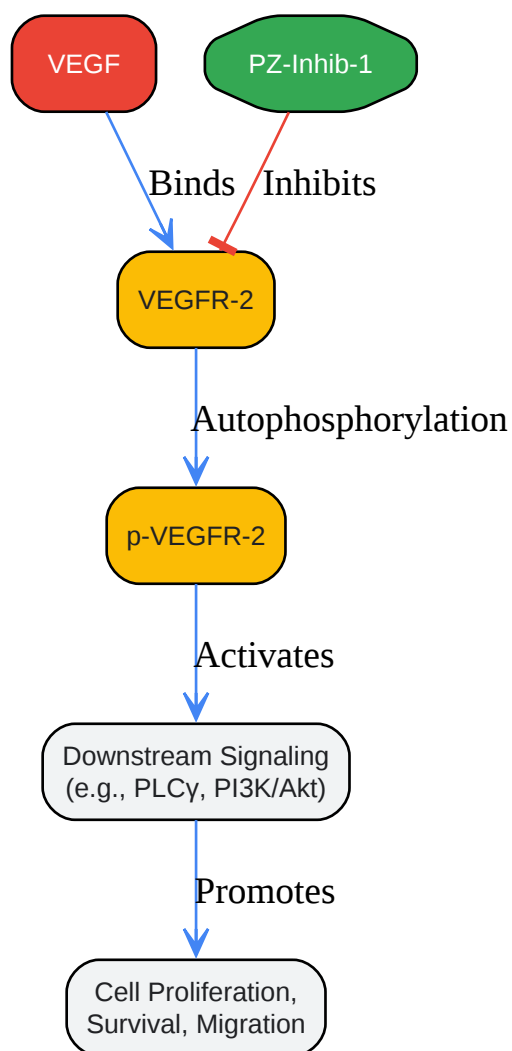 VEGF
PZ-Inhib-1
Binds
Inhibits
VEGFR-2
Autophosphorylation
p-VEGFR-2
Activates
Downstream Signaling
(e.g., PLCγ, PI3K/Akt)
Promotes
Cell Proliferation,
Survival, Migration